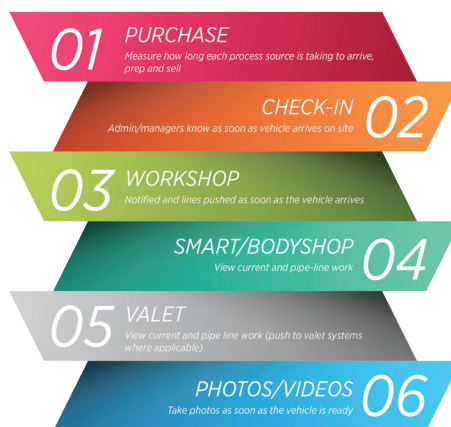 01 PURCHASE
Measure how long each process source is taking to arrive,
prep and sell
CHECK-IN 02
Admin/managers know as soon as vehicle arrives on site
03 WORKSHOP
Notified and lines pushed as soon as the vehicle arrives
SMART/BODYSHOP 04
View current and pipe-line work
05 VALET
View current and pipe line work (push to valet systems
where applicable)
PHOTOS/VIDEOS 06
Take photos as soon as the vehicle is ready